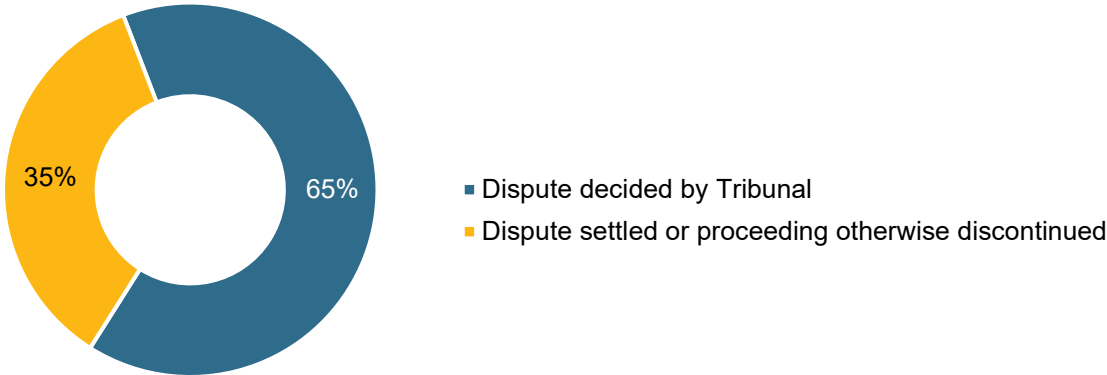 35%
65%
Dispute decided by Tribunal
Dispute settled or proceeding otherwise discontinued